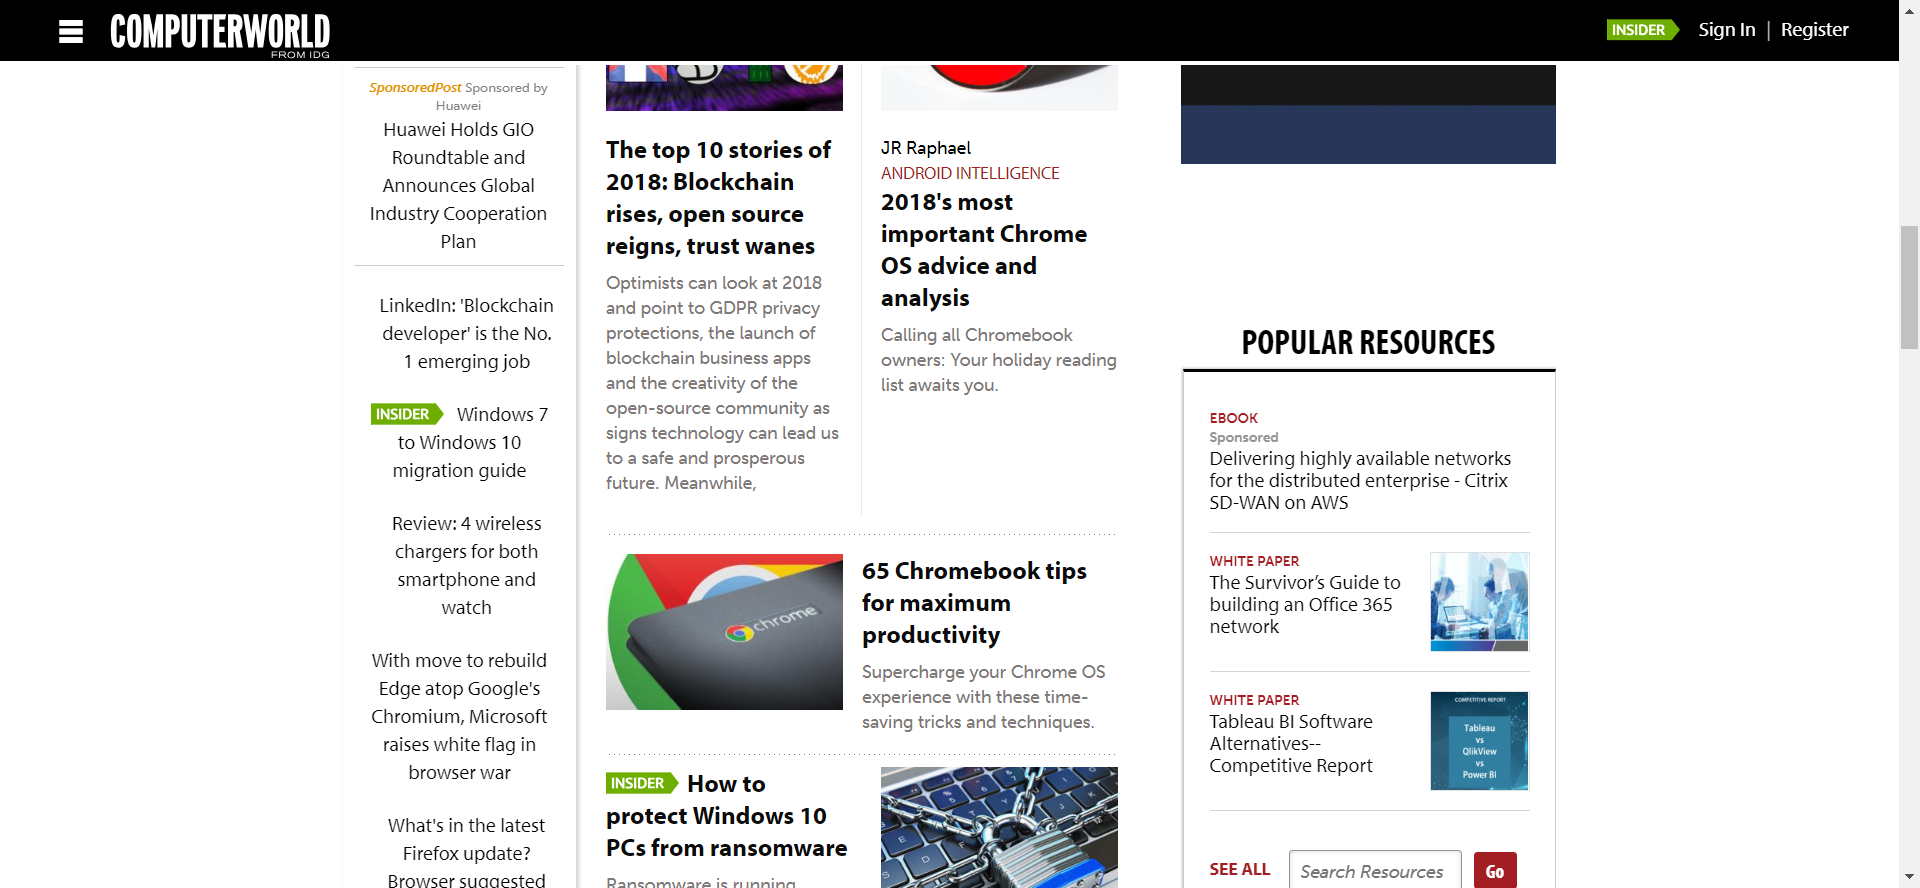 COMPUTERWORLD
FROM IDG
INSIDER Sign In | Register
SponsoredPost Sponsored by
Huawei
Huawei Holds GIO
Roundtable and
Announces Global
Industry Cooperation
Plan
LinkedIn: 'Blockchain
developer' is the No.
1 emerging job
INSIDER Windows 7
to Windows 10
migration guide
Review: 4 wireless
chargers for both
smartphone and
watch
With move to rebuild
Edge atop Google's
Chromium, Microsoft
raises white flag in
browser war
What's in the latest
Firefox update?
Browser suggested
The top 10 stories of
2018: Blockchain
rises, open source
reigns, trust wanes
Optimists can look at 2018
and point to GDPR privacy
protections, the launch of
blockchain business apps
and the creativity of the
open-source community as
signs technology can lead us
to a safe and prosperous
future. Meanwhile,
JR Raphael
ANDROID INTELLIGENCE
2018's most
important Chrome
OS advice and
analysis
Calling all Chromebook
owners: Your holiday reading
list awaits you.
chrome
65 Chromebook tips
for maximum
productivity
Supercharge your Chrome OS
experience with these time-
saving tricks and techniques.
INSIDER How to
protect Windows 10
PCs from ransomware
Ransomware is running
POPULAR RESOURCES
EBOOK
Sponsored
Delivering highly available networks
for the distributed enterprise - Citrix
SD-WAN on AWS
WHITE PAPER
The Survivor’s Guide to
building an Office 365
network
WHITE PAPER
Tableau BI Software
Alternatives--
Competitive Report
COMPETITIVE REPORT
Tableau
vs
QlikView
vs
Power BI
SEE ALL Search Resources Go